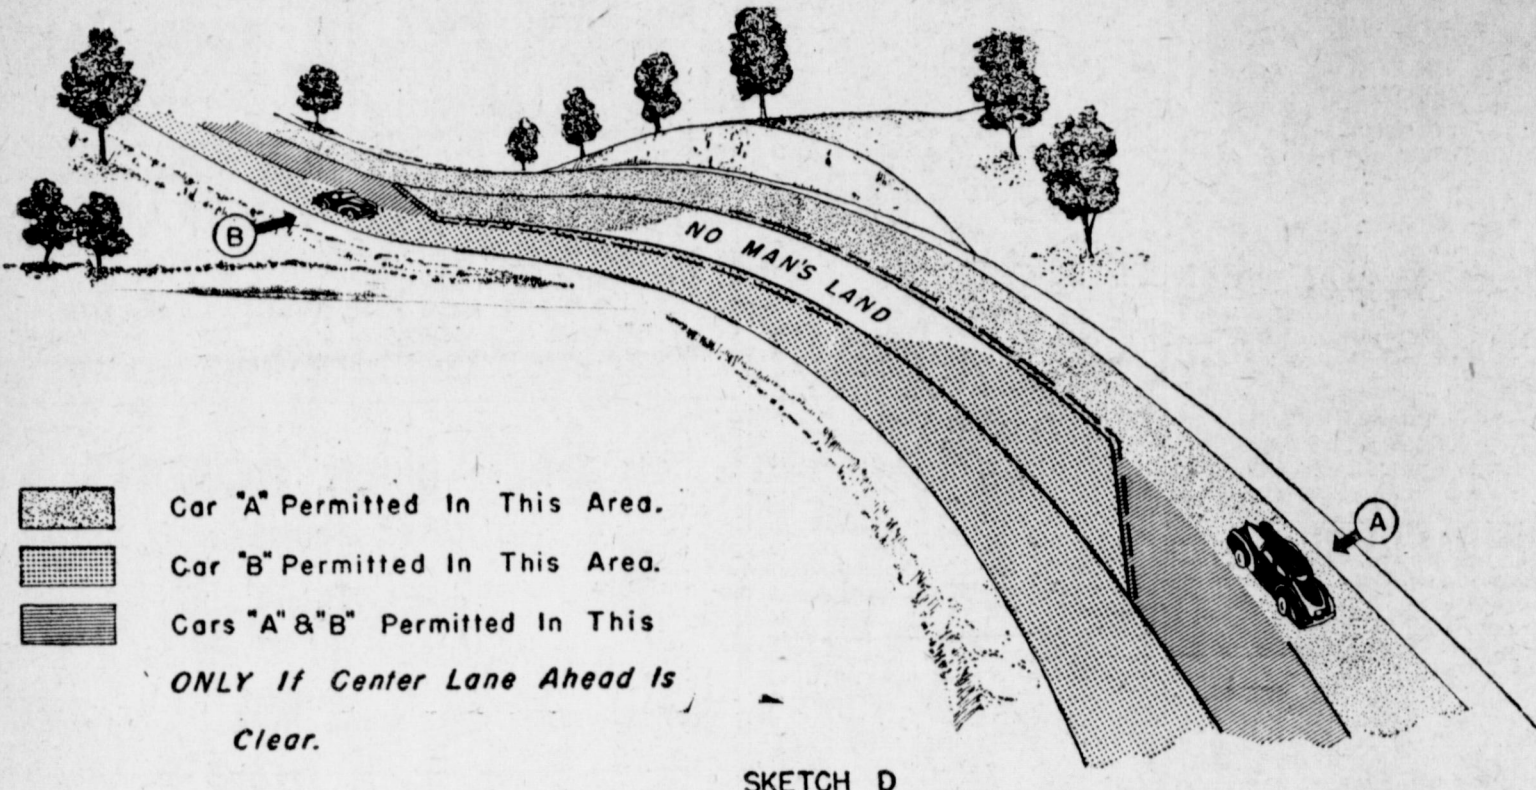 B
NO MAN'S LAND
A
Car "A" Permitted In This Area.
Car "B" Permitted In This Area.
Cars "A" & "B" Permitted In This
ONLY If Center Lane Ahead Is
Clear.
SKETCH D